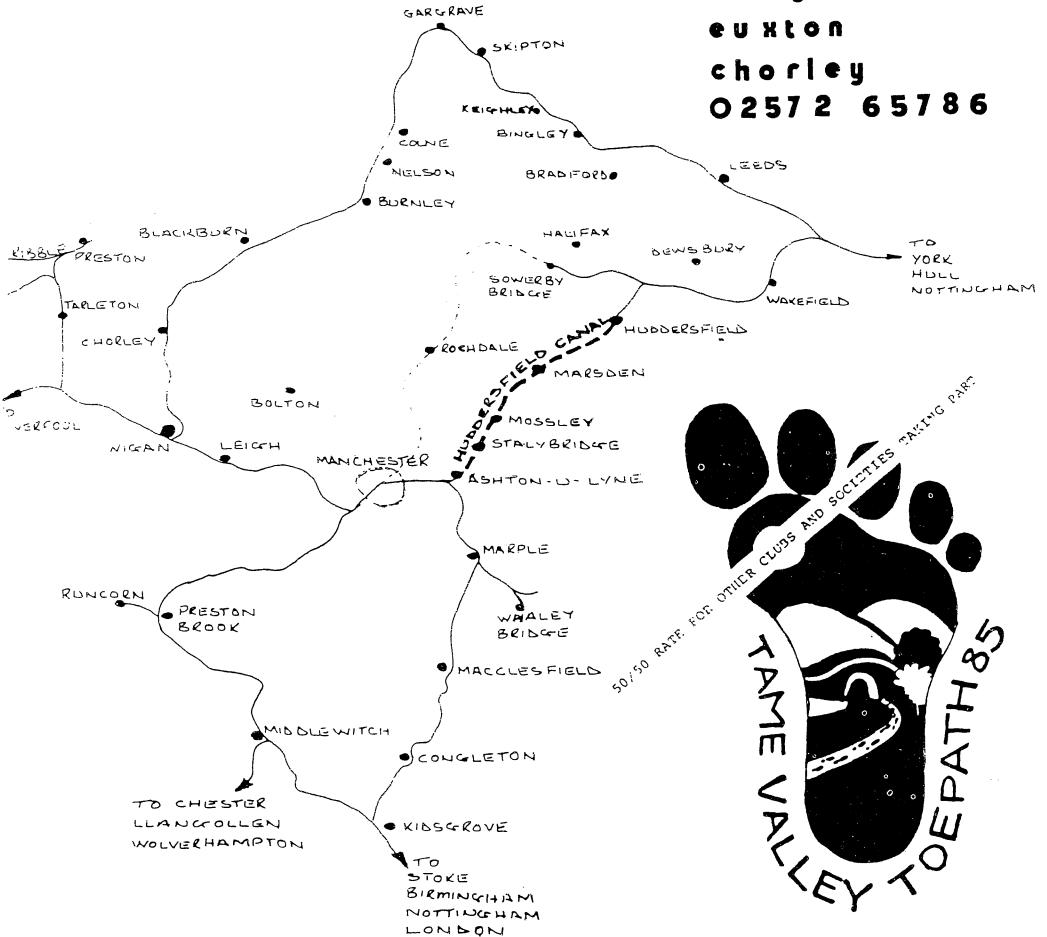 euxton
chorley
02572 65786
GARGRAVE
SKIPTON
KEIGHLEY
BINGLEY
COLNE
NELSON
BRADFORD
LEEDS
BURNLEY
BLACKBURN
HALIFAX
DEWSBURY
RIBBLE
PRESTON
TO
YORK
HULL
NOTTINGHAM
SOWERBY
BRIDGE
WAKEFIELD
TARLETON
CHORLEY
HUDDERSFIELD
ROCHDALE
HUDDERSFIELD CANAL
MARSDEN
BOLTON
MOSSLEY
STALYBRIDGE
WIGAN
LEIGH
MANCHESTER
ASHTON-U-LYNE
MARPLE
RUNCORN
PRESTON
BROOK
WHALEY
BRIDGE
MACCLESFIELD
MIDDLEWITCH
CONGLETON
TO CHESTER
LLANGOLLEN
WOLVERHAMPTON
KIDSGROVE
TO
STOKE
BIRMINGHAM
NOTTINGHAM
LONDON
50/50 RATE FOR OTHER CLUBS AND SOCIETIES TAKING PART
TAME VALLEY TOEPATH 85